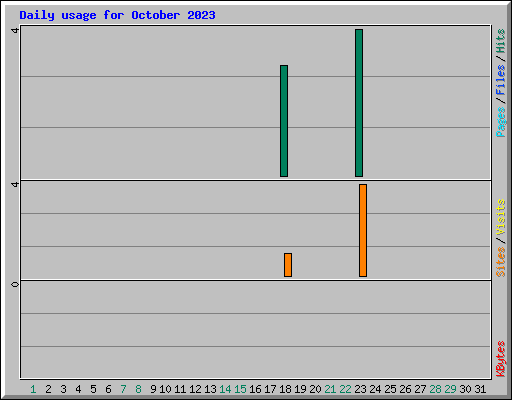 Daily usage for October 2023
4
4
0
Pages/Files/Hits
Sites/Visits
KBytes
1 2 3 4 5 6 7 8 9 10 11 12 13 14 15 16 17 18 19 20 21 22 23 24 25 26 27 28 29 30 31